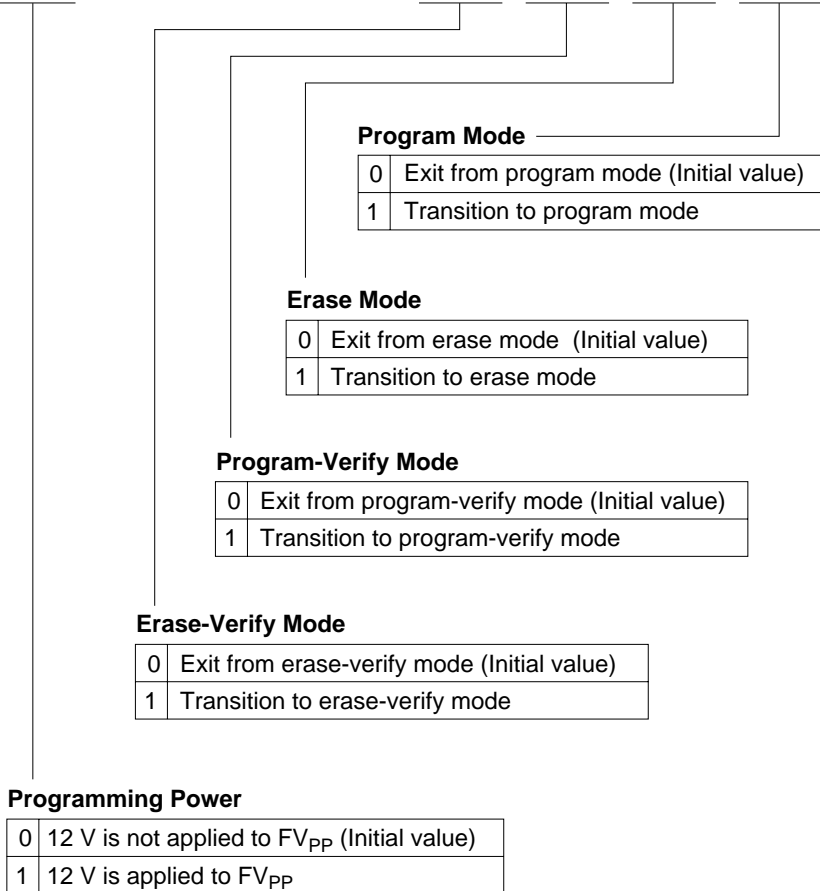 Program Mode
0 Exit from program mode (Initial value)
1 Transition to program mode
Erase Mode
0 Exit from erase mode (Initial value)
1 Transition to erase mode
Program-Verify Mode
0 Exit from program-verify mode (Initial value)
1 Transition to program-verify mode
Erase-Verify Mode
0 Exit from erase-verify mode (Initial value)
1 Transition to erase-verify mode
Programming Power
0 12 V is not applied to FVPP (Initial value)
1 12 V is applied to FVPP